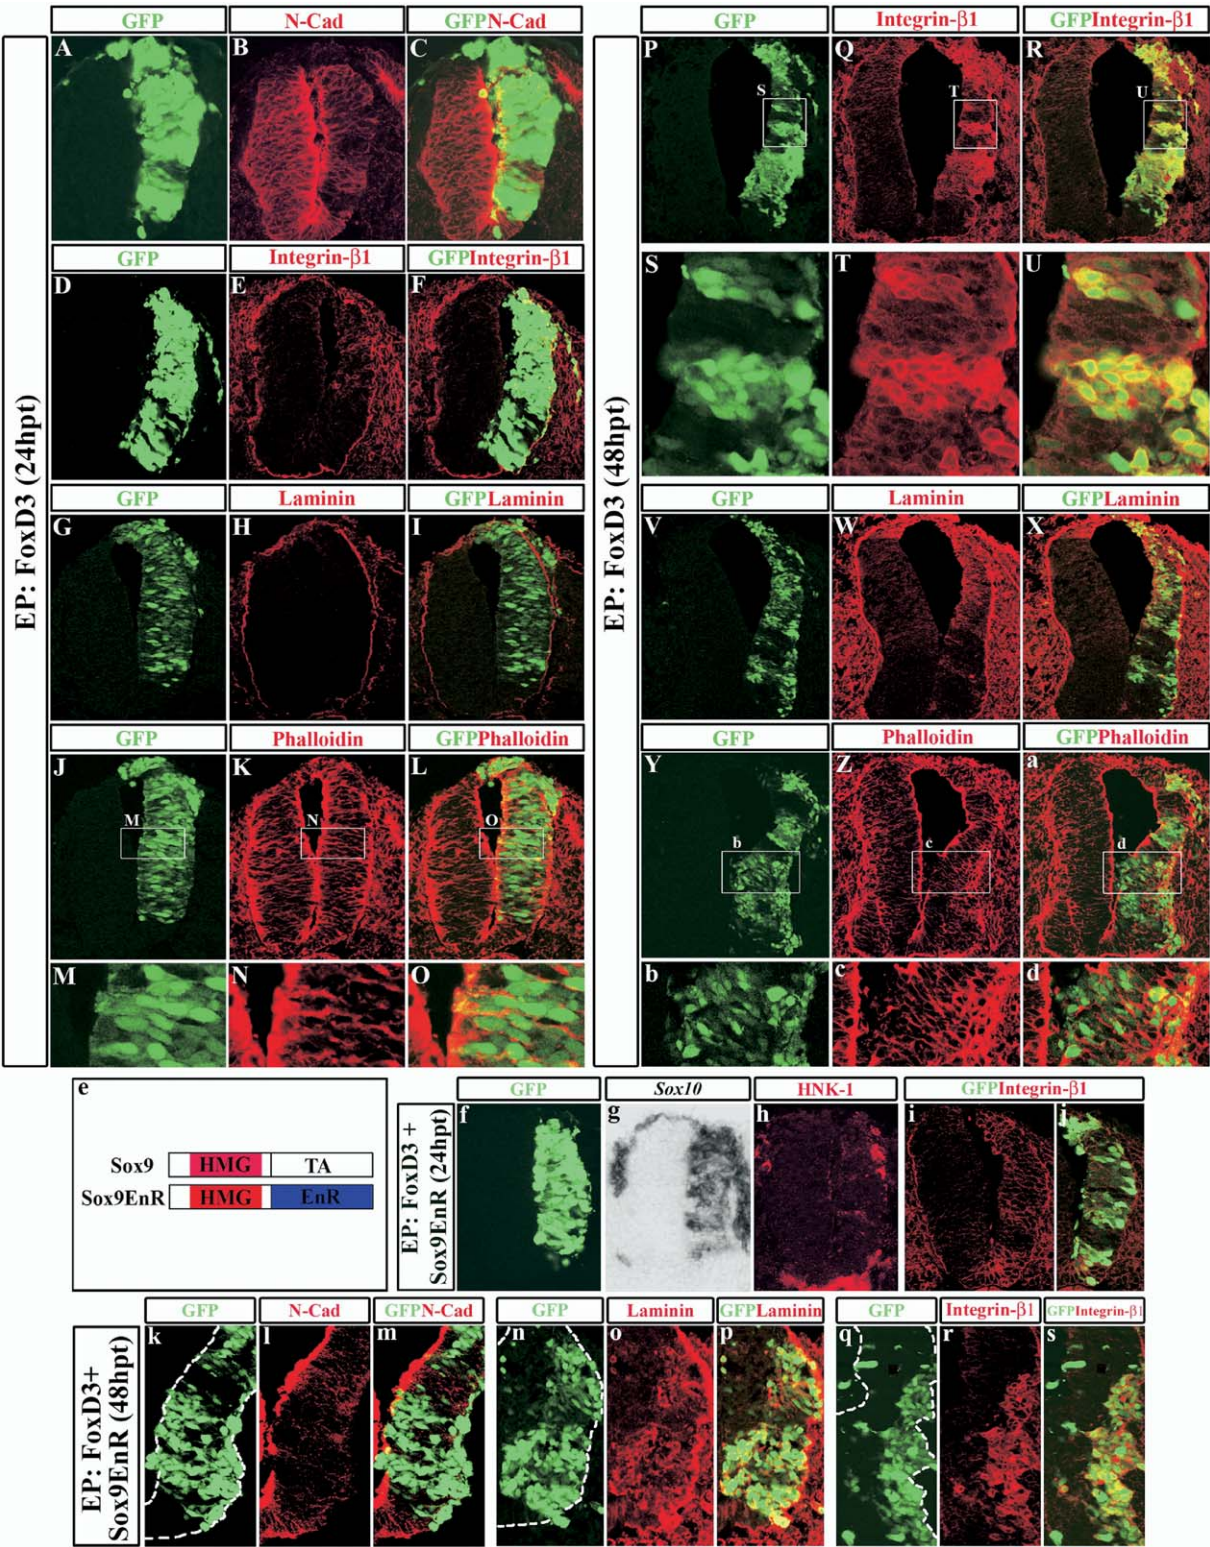 GFP
N-Cad
GFPN-Cad
A
B
C
GFP
Integrin-β1
GFPIntegrin-β1
D
E
F
GFP
Laminin
GFPLaminin
G
H
I
GFP
Phalloidin
GFPPhalloidin
J
K
L
M
N
O
M
N
O
EP: FoxD3 (24hpt)
GFP
Integrin-β1
GFPIntegrin-β1
P
Q
R
S
T
U
S
T
U
GFP
Laminin
GFPLaminin
V
W
X
GFP
Phalloidin
GFPPhalloidin
Y
Z
a
b
c
d
b
c
d
EP: FoxD3 (48hpt)
e
Sox9 HMG TA
Sox9EnR HMG EnR
EP: FoxD3 +
Sox9EnR (24hpt)
GFP
Sox10
HNK-1
GFPIntegrin-β1
f
g
h
i
j
EP: FoxD3+
Sox9EnR (48hpt)
GFP
N-Cad
GFPN-Cad
GFP
Laminin
GFPLaminin
GFP
Integrin-β1
GFPIntegrin-β1
k
l
m
n
o
p
q
r
s